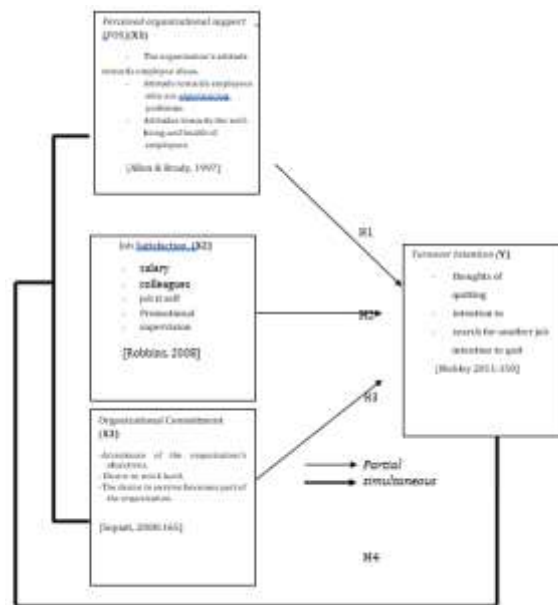 Perceived organizational support
(POS)(X1)
- The organization's attitude
towards employee ideas.
- Attitude towards employees
who are experiencing
problems
- Attitudes towards the well-
being and health of
employees
[Allen & Brady, 1997]
H1
Job Satisfaction (X2)
- salary
- colleagues
- job it self
- Promotional
- supervision
[Robbins, 2008]
H2
Turnover Intention (Y)
- thoughts of
quitting
- intention to
- search for another job
intention to quit
2011:150]
Organizational Commitment
(X3)
of the organization's
objectives.
- Desire to work hard.
-The desire to survive becomes part of
the organization.
2008:165]
H3
Partial
simultaneous
H4